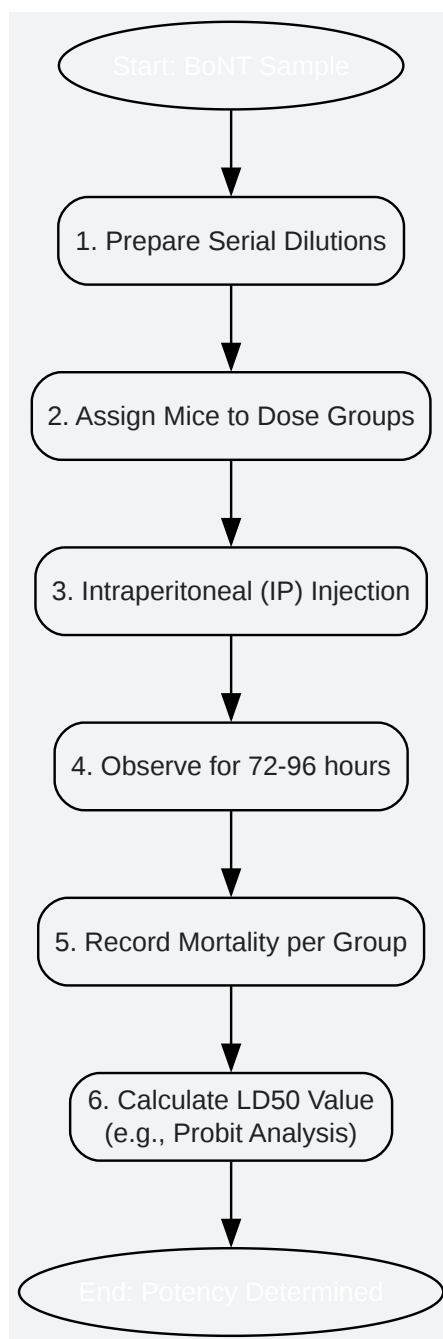 Start: BoNT Sample
1. Prepare Serial Dilutions
2. Assign Mice to Dose Groups
3. Intraperitoneal (IP) Injection
4. Observe for 72-96 hours
5. Record Mortality per Group
6. Calculate LD50 Value
(e.g., Probit Analysis)
End: Potency Determined